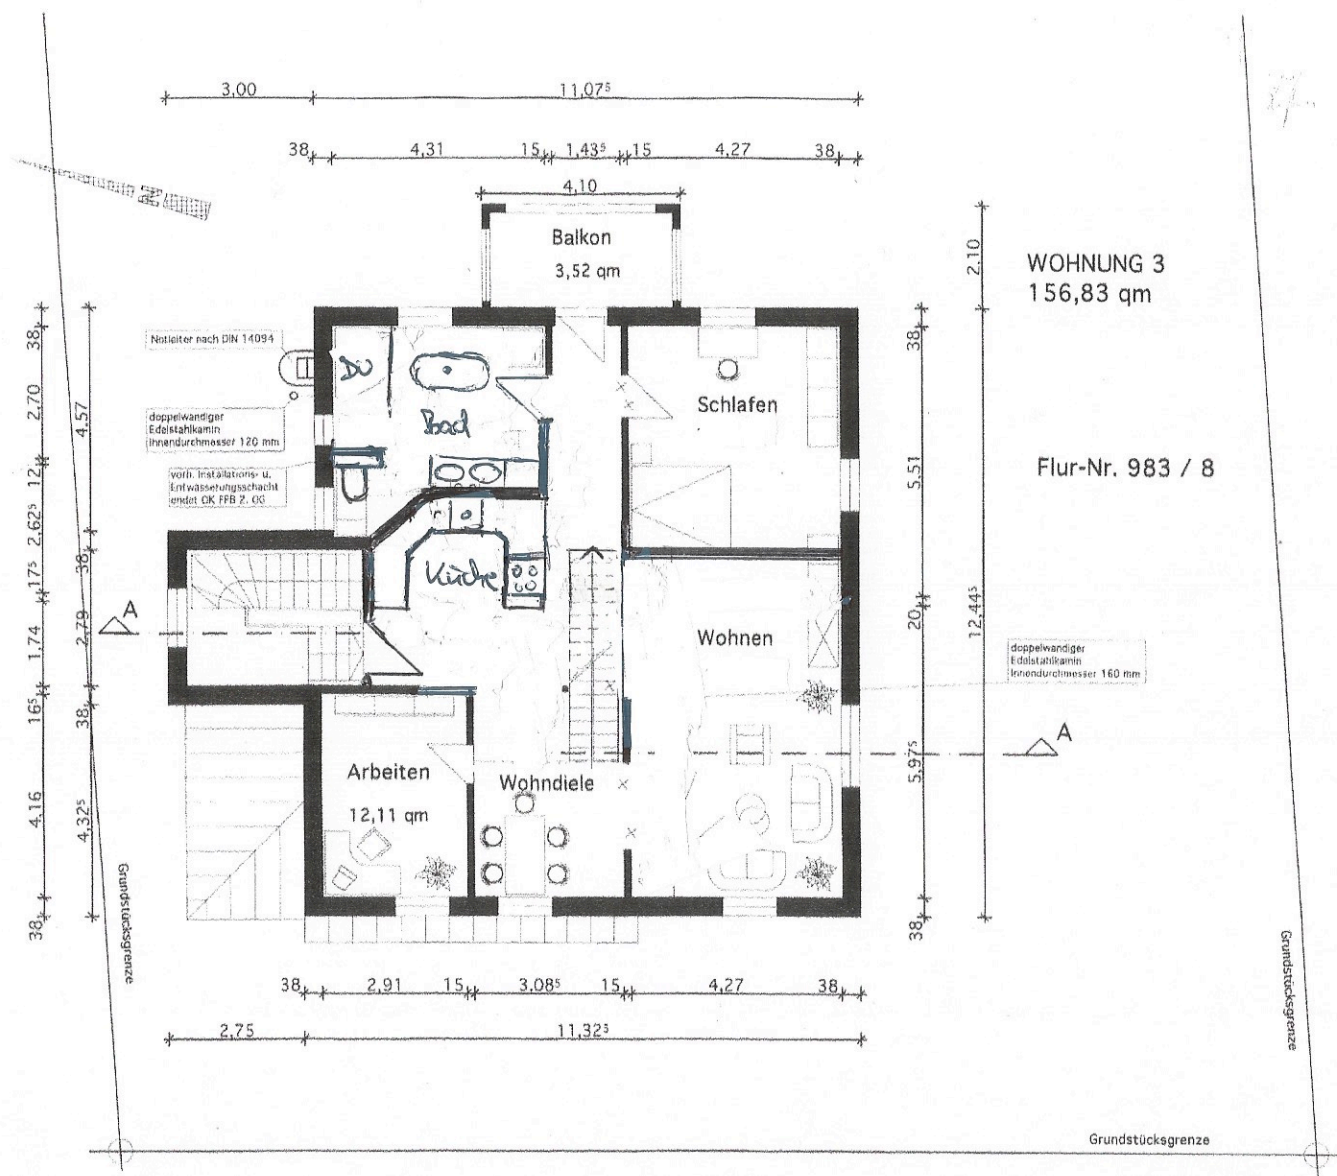 3,00
11,07⁵
38
4,31
15
1,43⁵
15
4,27
38
4,10
N
Balkon
3,52 qm
2,10
WOHNUNG 3
156,83 qm
Notleiter nach DIN 14094
DU
Schlafen
doppelwandiger
Edelstahlkamin
Innendurchmesser 120 mm
Bad
vorh. Installations- u.
Entwässerungsschacht
endet OK FFB 2. OG
Flur-Nr. 983 / 8
38
2,70
12
2,62⁵
175
1,74
16⁵
4,16
38
4,57
38
2,79
38
4,32⁵
38
5,51
20
5,97⁵
38
12,44⁵
Küche
A
Wohnen
doppelwandiger
Edelstahlkamin
Innendurchmesser 160 mm
A
Arbeiten
12,11 qm
Wohndiele
Grundstücksgrenze
Grundstücksgrenze
38
2,91
15
3,08⁵
15
4,27
38
2,75
11,32⁵
Grundstücksgrenze